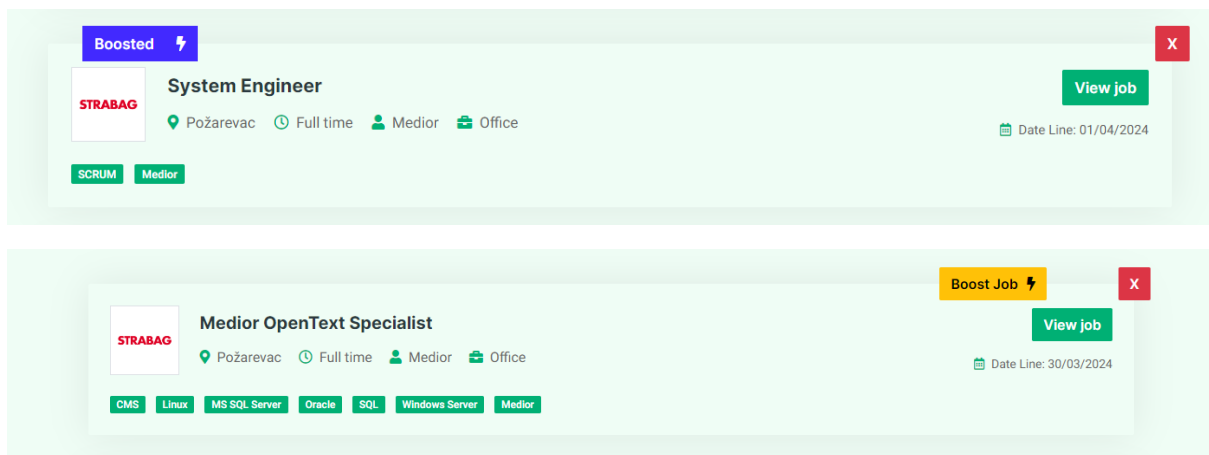 Boosted
X
STRABAG
System Engineer
View job
Požarevac Full time Medior Office
Date Line: 01/04/2024
SCRUM Medior
Boost Job
X
STRABAG
Medior OpenText Specialist
View job
Požarevac Full time Medior Office
Date Line: 30/03/2024
CMS Linux MS SQL Server Oracle SQL Windows Server Medior